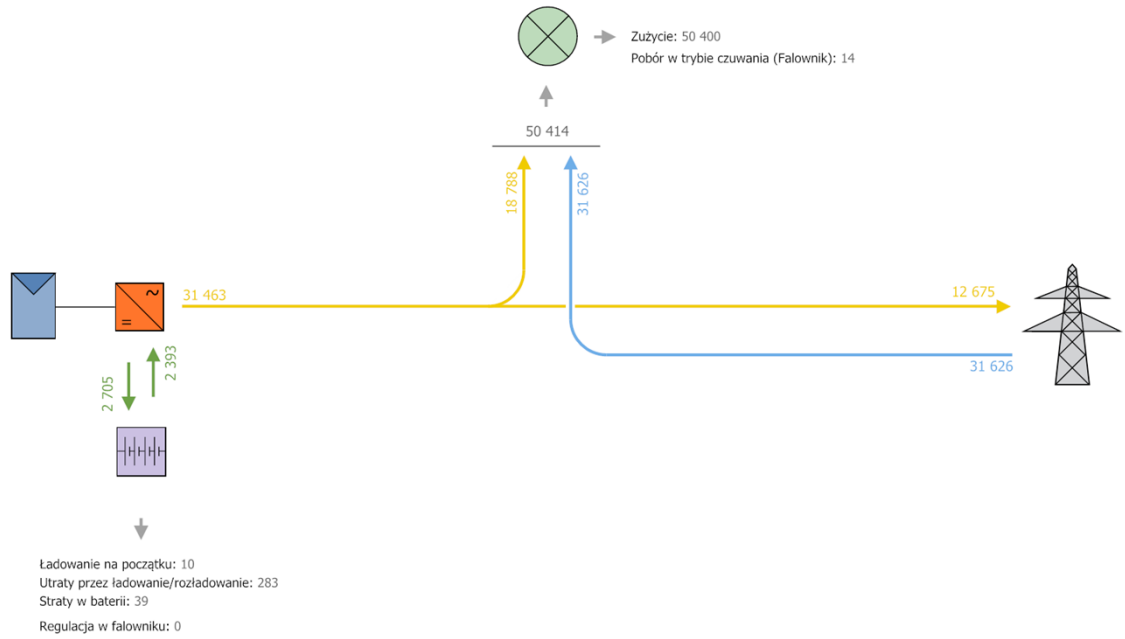 Zużycie: 50 400
Pobór w trybie czuwania (Falownik): 14
50 414
18 788
31 626
31 463
12 675
31 626
2 705
2 393
Ładowanie na początku: 10
Utraty przez ładowanie/rozładowanie: 283
Straty w baterii: 39
Regulacja w falowniku: 0